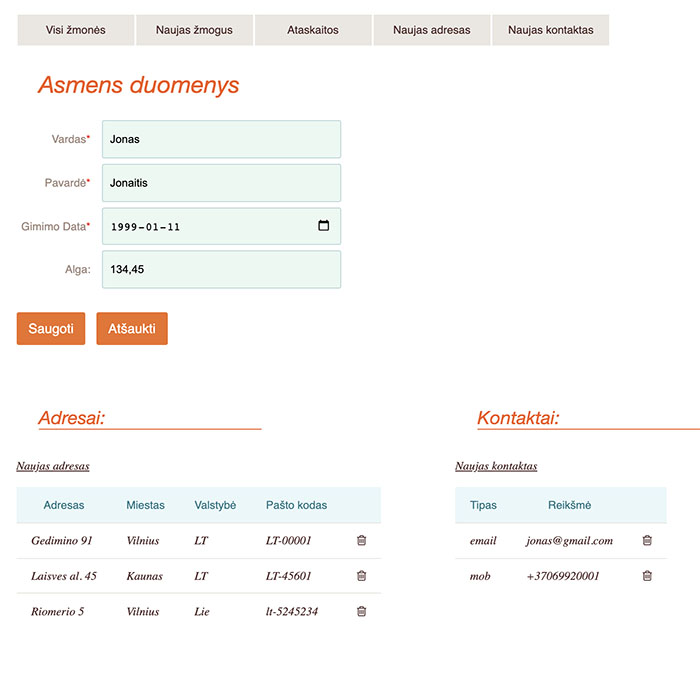 Visi žmonės Naujas žmogus Ataskaitos Naujas adresas Naujas kontaktas
Asmens duomenys
Vardas* Jonas
Pavardė* Jonaitis
Gimimo Data* 1999-01-11
Alga: 134,45
Saugoti Atšaukti
Adresai:
Naujas adresas
Adresas Miestas Valstybė Pašto kodas
Gedimino 91 Vilnius LT LT-00001
Laisves al. 45 Kaunas LT LT-45601
Riomerio 5 Vilnius Lie lt-5245234
Kontaktai:
Naujas kontaktas
Tipas Reikšmė
email jonas@gmail.com
mob +37069920001